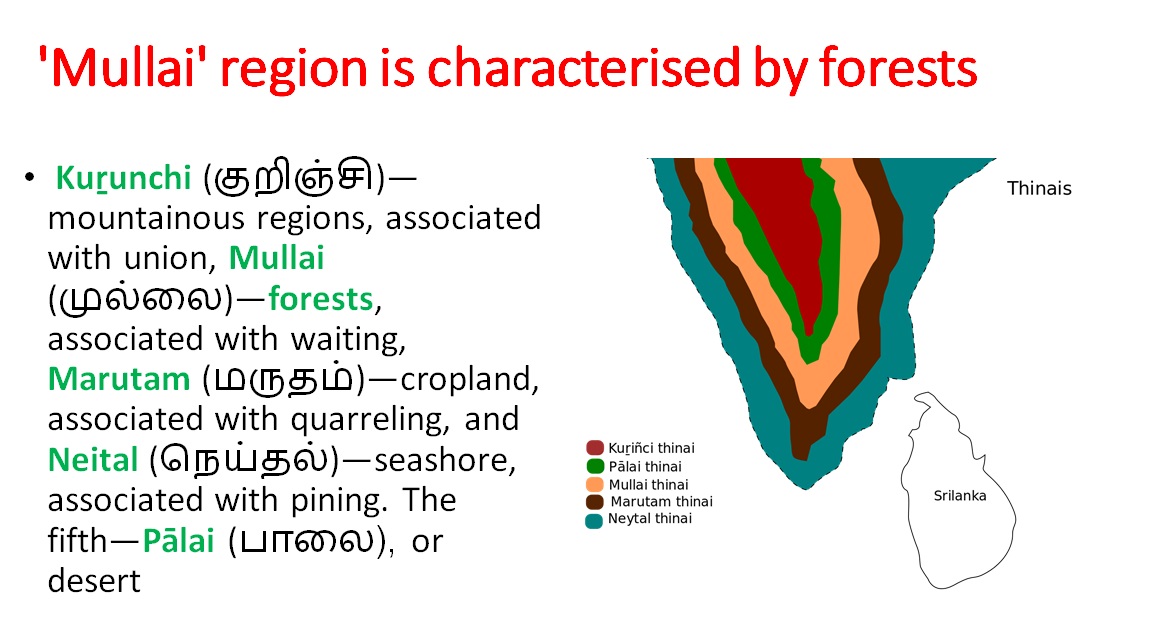 'Mullai' region is characterised by forests
• Kuṟunchi (குறிஞ்சி)—
mountainous regions, associated
with union, Mullai
(முல்லை)—forests,
associated with waiting,
Marutam (மருதம்)—cropland,
associated with quarreling, and
Neital (நெய்தல்)—seashore,
associated with pining. The
fifth—Pālai (பாலை), or
desert
Thinais
Kuṟiñci thinai
Pālai thinai
Mullai thinai
Marutam thinai
Neytal thinai
Srilanka